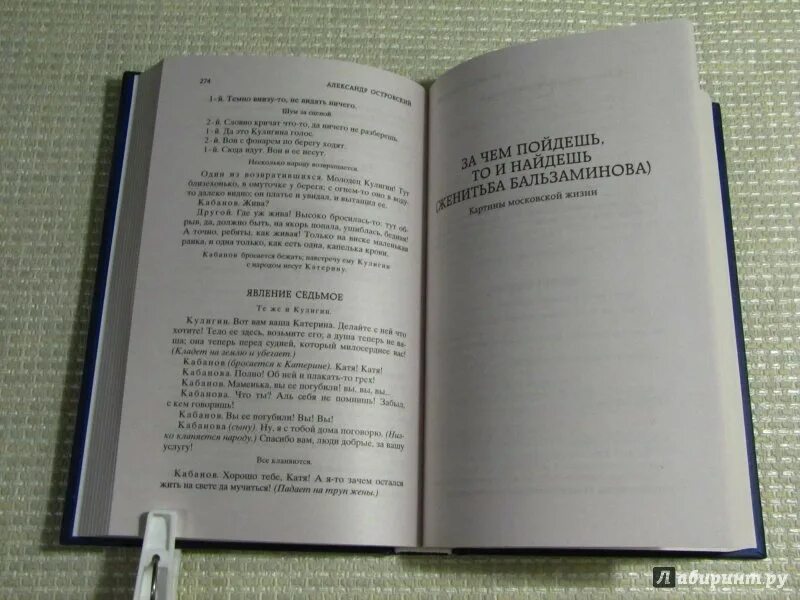 274
АЛЕКСАНДР ОСТРОВСКИЙ
1-й. Темно внизу-то, не видать ничего.
Шум за сценой.
2-й. Словно кричат что-то, да ничего не разберешь.
1-й. Да это Кулигина голос.
2-й. Вон с фонарем по берегу ходят.
1-й. Сюда идут. Вон и ее несут.
Несколько народу возвращается.
Один из возвратившихся. Молодец Кулигин! Тут
близехонько, в омуточке у берега; с огнем-то оно в воду-
то далеко видно; он платье и увидал, и вытащил ее.
Кабанов. Жива?
Другой. Где уж жива! Высоко бросилась-то: тут об-
рыв, да, должно быть, на якорь попала, ушиблась, бедная!
А точно, ребяты, как живая! Только на виске маленькая
ранка, и одна только, как есть одна, капелька крови.
Кабанов бросается бежать; навстречу ему Кулигин
с народом несут Катерину.
ЯВЛЕНИЕ СЕДЬМОЕ
Те же и Кулигин.
Кулигин. Вот вам ваша Катерина. Делайте с ней что
хотите! Тело ее здесь, возьмите его; а душа теперь не ва-
ша; она теперь перед судией, который милосерднее вас!
(Кладет на землю и убегает.)
Кабанов (бросается к Катерине). Катя! Катя!
Кабанова. Полно! Об ней и плакать-то грех!
Кабанов. Маменька, вы ее погубили! вы, вы, вы...
Кабанова. Что ты? Аль себя не помнишь! Забыл,
с кем говоришь!
Кабанов. Вы ее погубили! Вы! Вы!
Кабанова (сыну). Ну, я с тобой дома поговорю. (Низ-
ко кланяется народу.) Спасибо вам, люди добрые, за вашу
услугу!
Все кланяются.
Кабанов. Хорошо тебе, Катя! А я-то зачем остался
жить на свете да мучиться! (Падает на труп жены.)
ЗА ЧЕМ ПОЙДЕШЬ,
ТО И НАЙДЕШЬ
(ЖЕНИТЬБА БАЛЬЗАМИНОВА)
Картины московской жизни
Лабиринт.ру